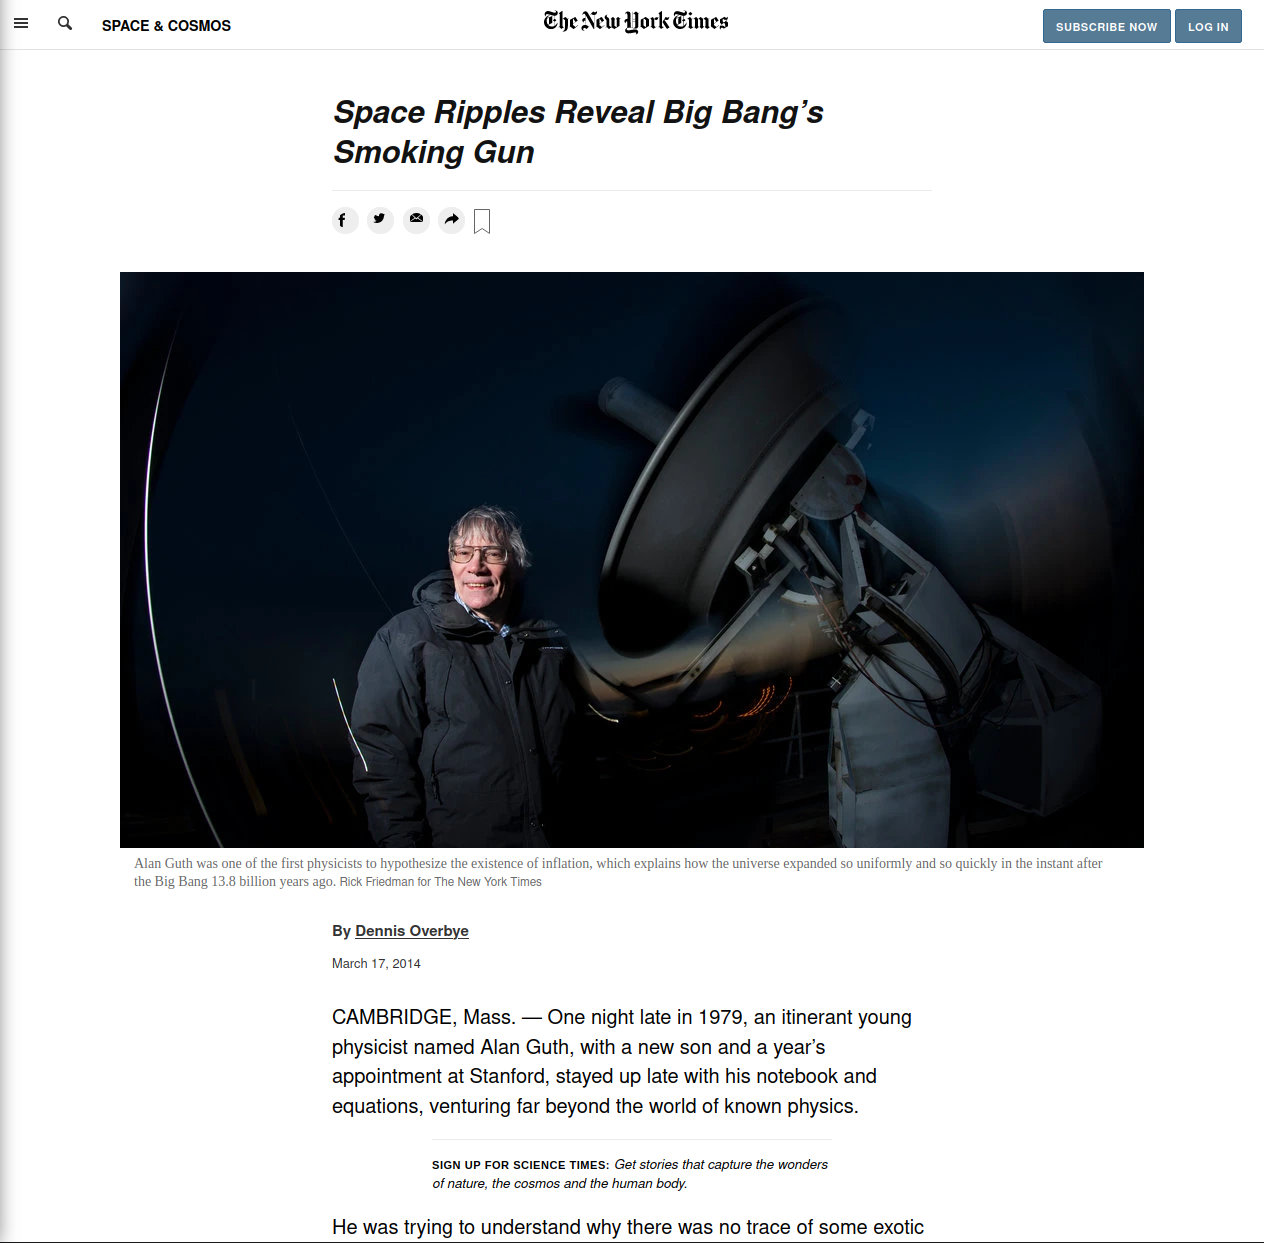 SPACE & COSMOS
The New York Times
SUBSCRIBE NOW
LOG IN
Space Ripples Reveal Big Bang’s
Smoking Gun
Alan Guth was one of the first physicists to hypothesize the existence of inflation, which explains how the universe expanded so uniformly and so quickly in the instant after
the Big Bang 13.8 billion years ago. Rick Friedman for The New York Times
By Dennis Overbye
March 17, 2014
CAMBRIDGE, Mass. — One night late in 1979, an itinerant young
physicist named Alan Guth, with a new son and a year’s
appointment at Stanford, stayed up late with his notebook and
equations, venturing far beyond the world of known physics.
SIGN UP FOR SCIENCE TIMES: Get stories that capture the wonders
of nature, the cosmos and the human body.
He was trying to understand why there was no trace of some exotic